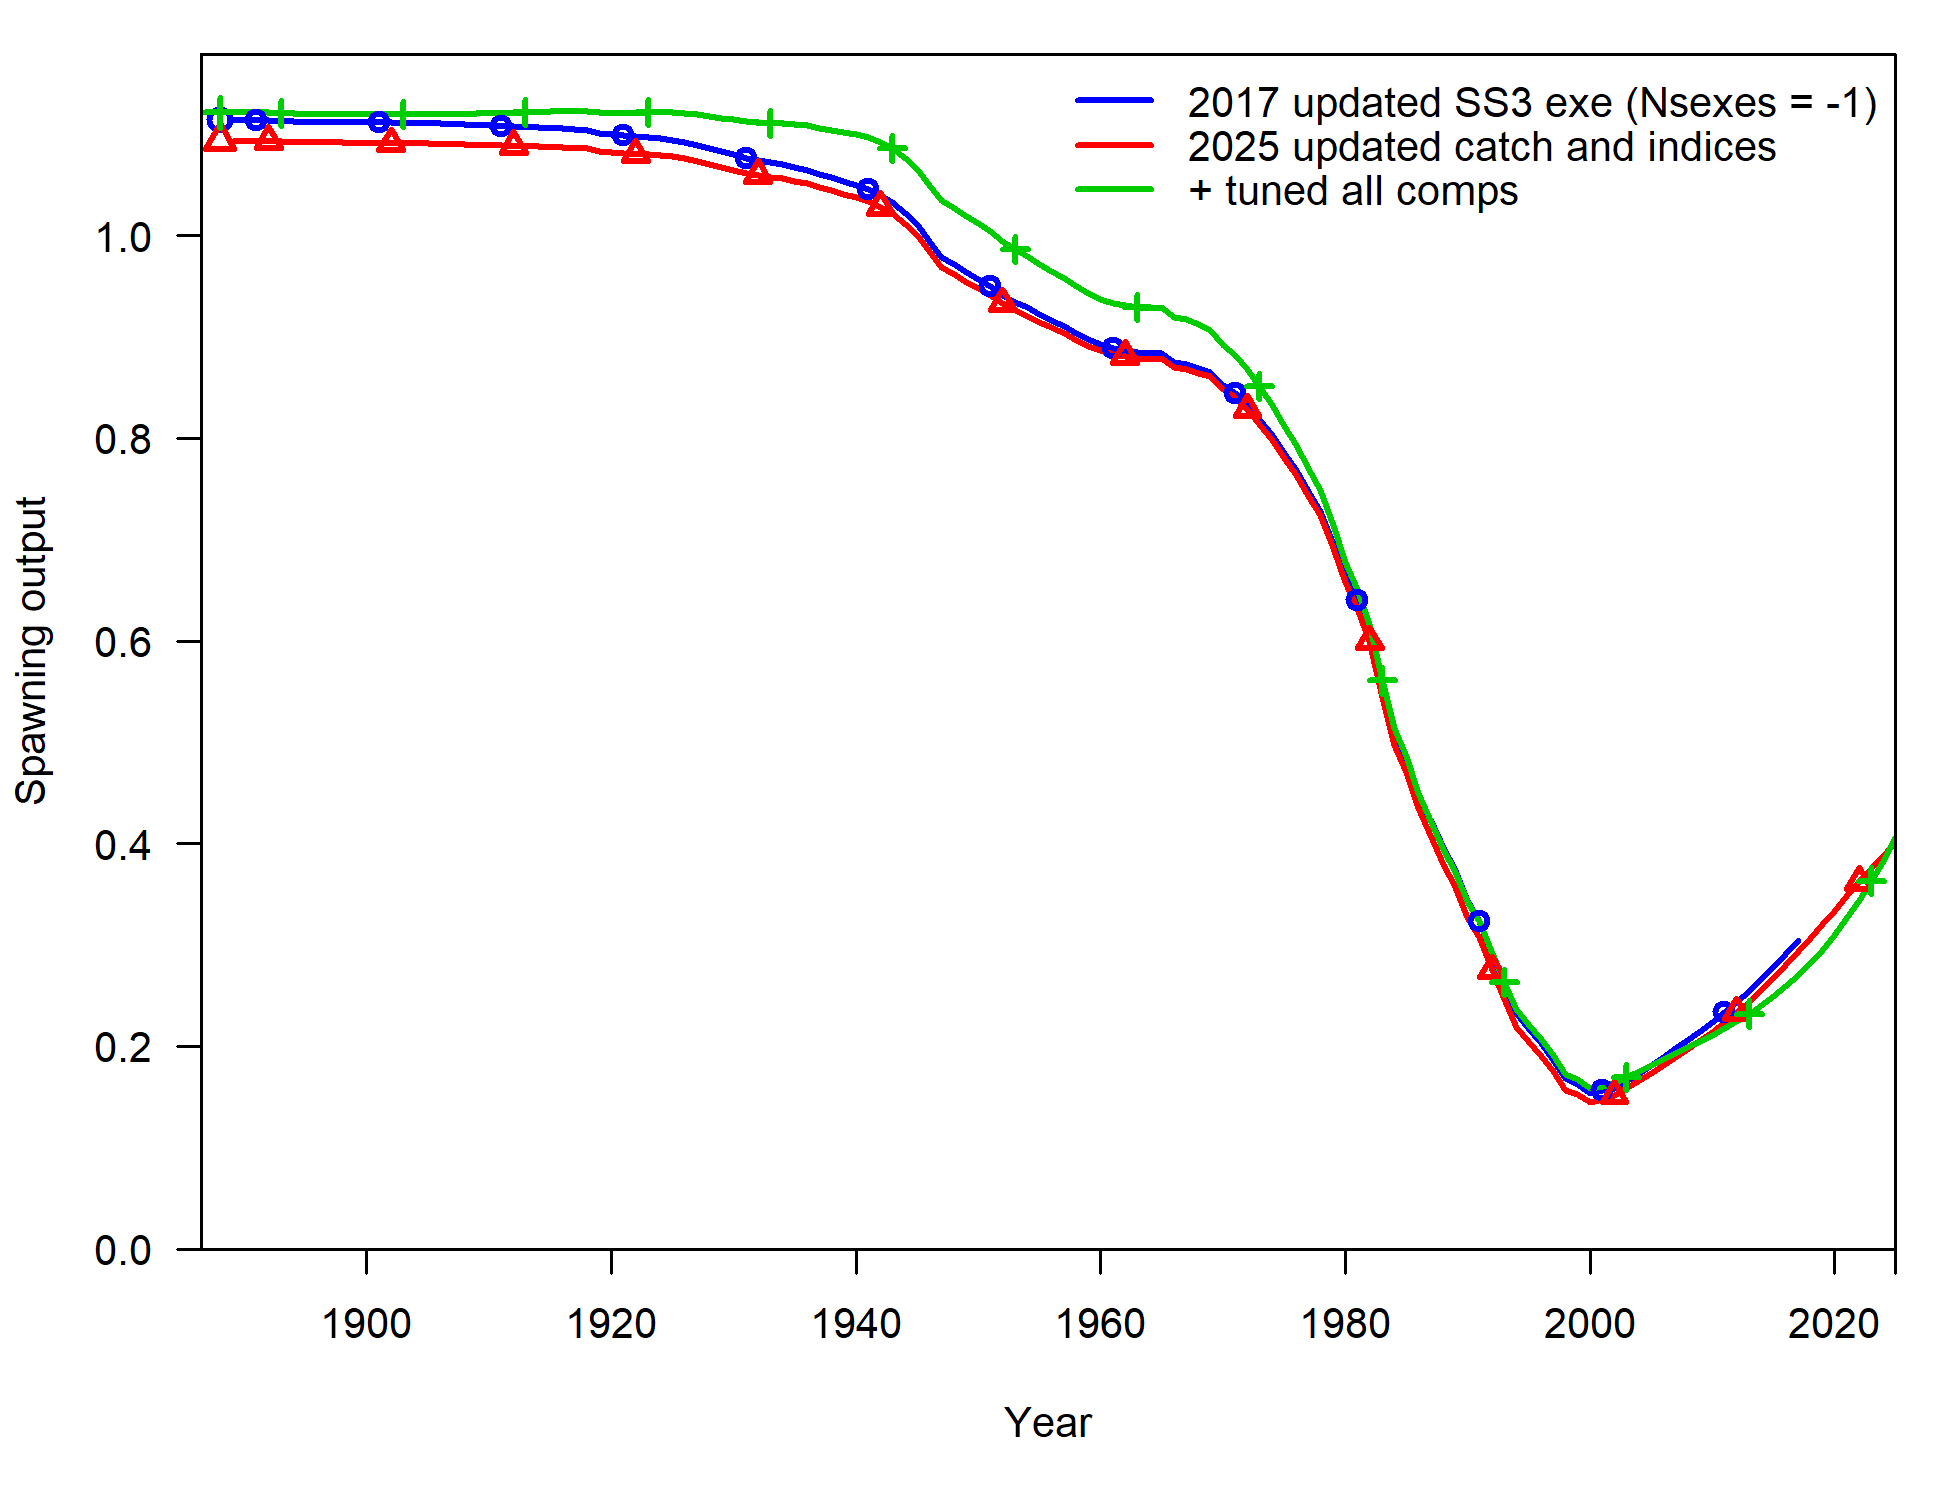 2017 updated SS3 exe (Nsexes = -1)
2025 updated catch and indices
+ tuned all comps
Spawning output
1.0
0.8
0.6
0.4
0.2
0.0
1900 1920 1940 1960 1980 2000 2020
Year